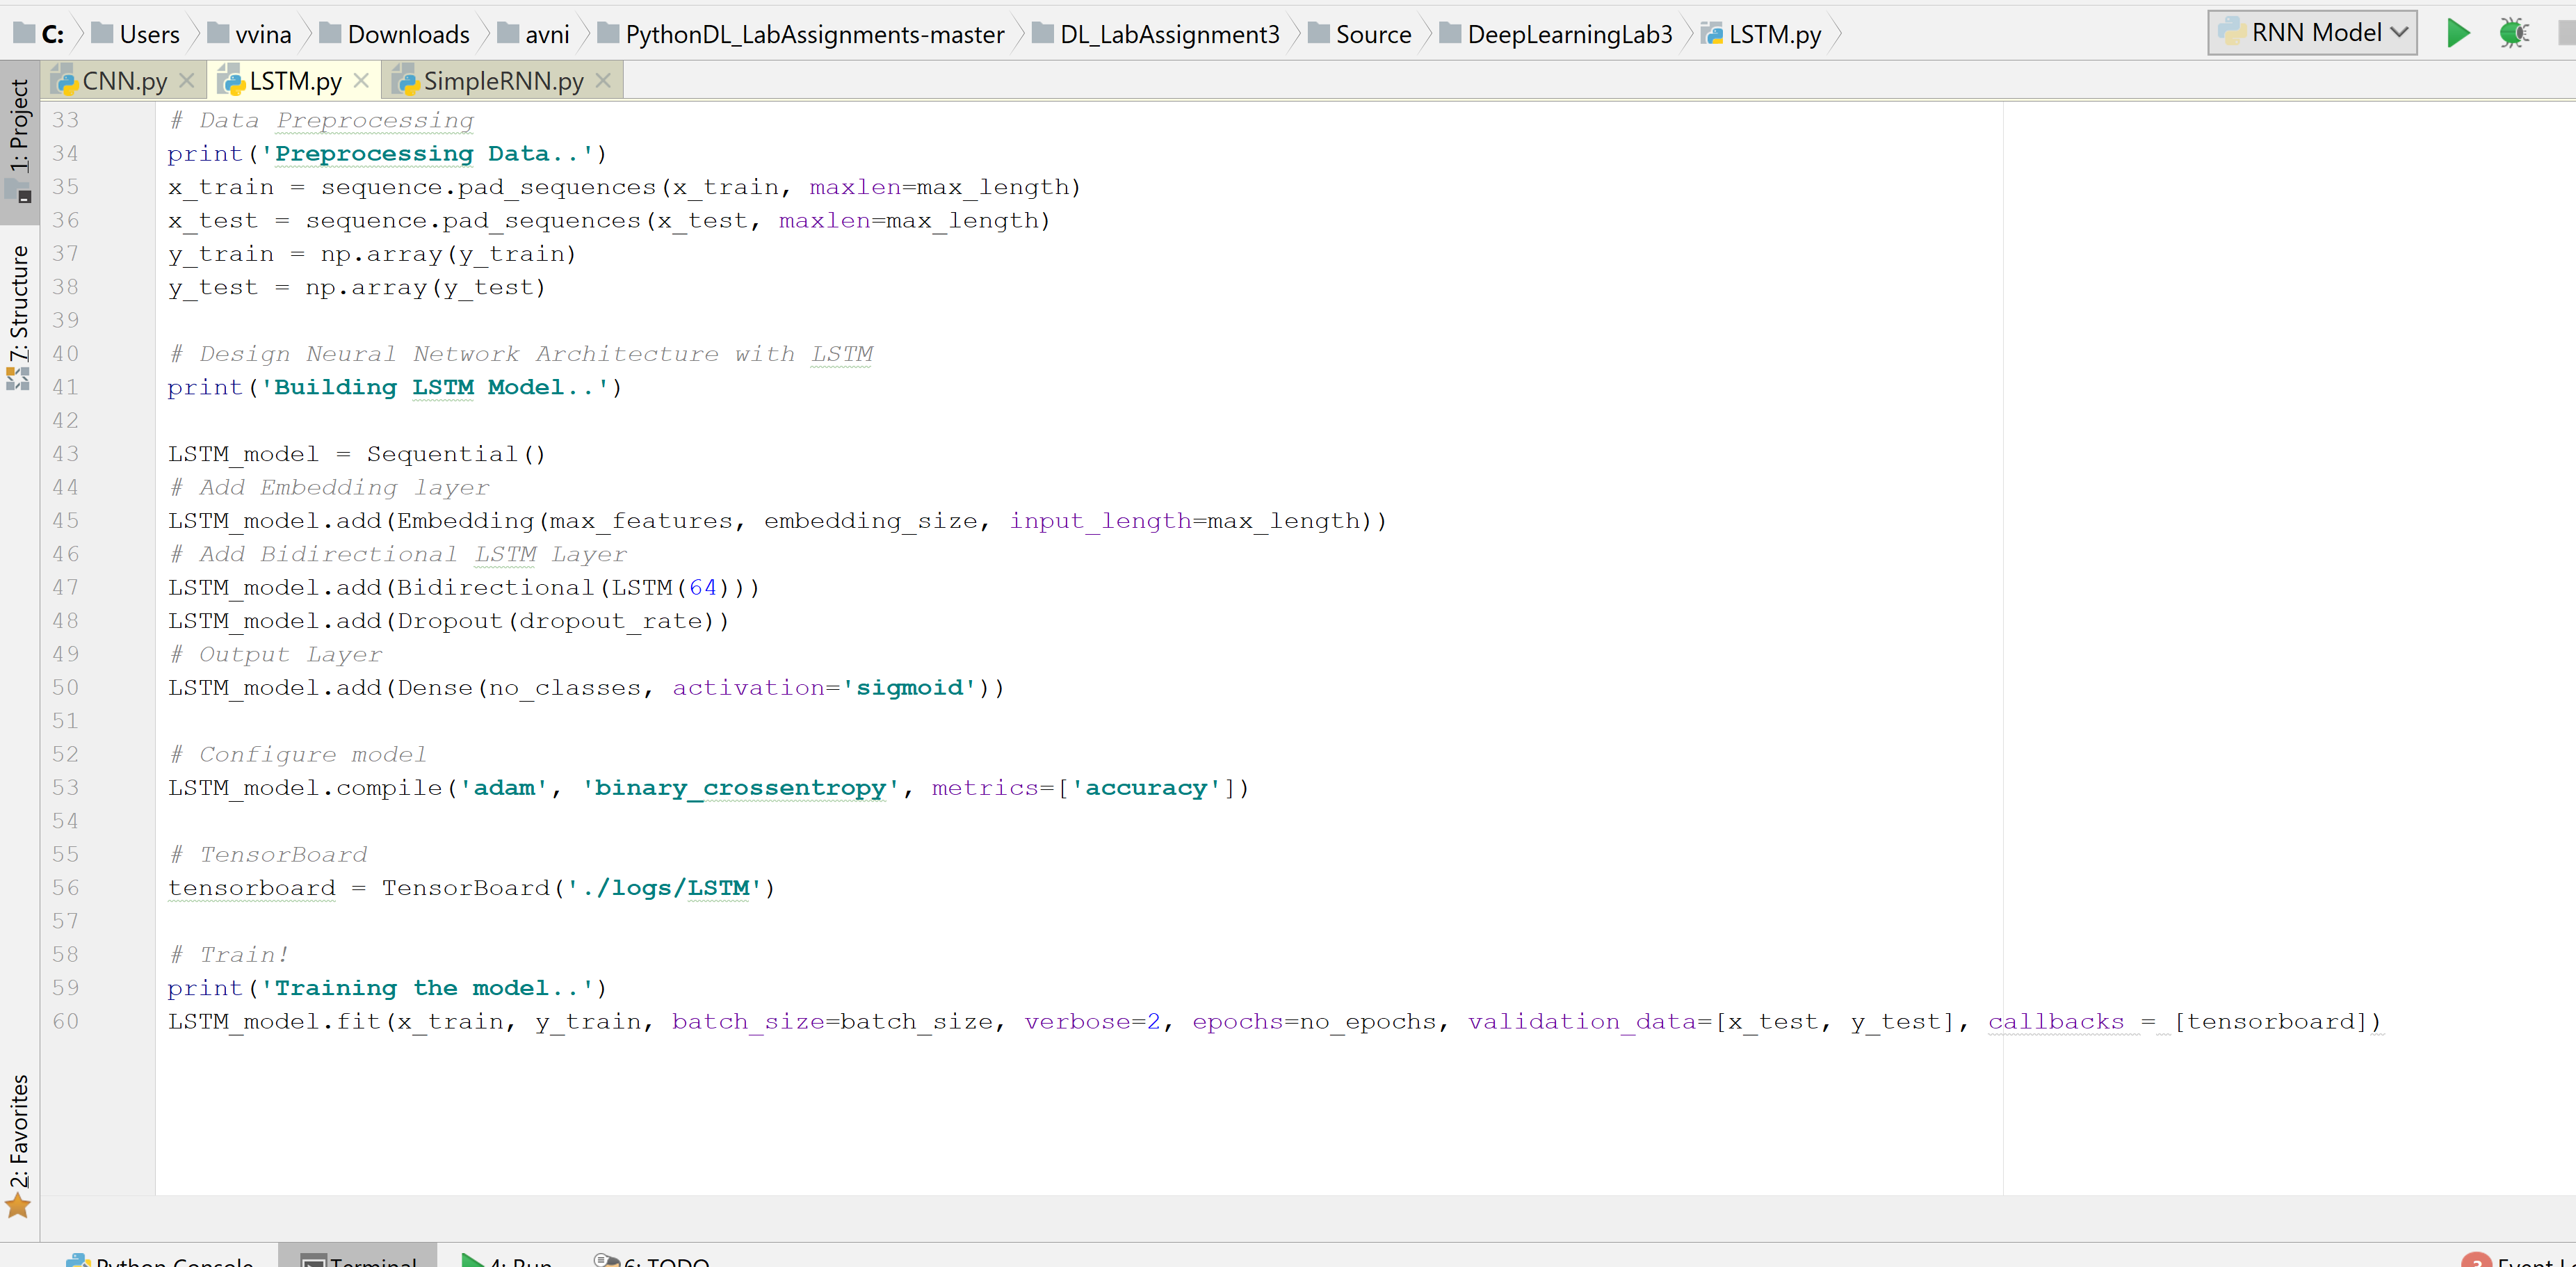 C: Users vvina Downloads avni PythonDL_LabAssignments-master DL_LabAssignment3 Source DeepLearningLab3 LSTM.py RNN Model
CNN.py LSTM.py SimpleRNN.py
1: Project
7: Structure
2: Favorites
33 # Data Preprocessing
34 print('Preprocessing Data..')
35 x_train = sequence.pad_sequences(x_train, maxlen=max_length)
36 x_test = sequence.pad_sequences(x_test, maxlen=max_length)
37 y_train = np.array(y_train)
38 y_test = np.array(y_test)
39
40 # Design Neural Network Architecture with LSTM
41 print('Building LSTM Model..')
42
43 LSTM_model = Sequential()
44 # Add Embedding layer
45 LSTM_model.add(Embedding(max_features, embedding_size, input_length=max_length))
46 # Add Bidirectional LSTM Layer
47 LSTM_model.add(Bidirectional(LSTM(64)))
48 LSTM_model.add(Dropout(dropout_rate))
49 # Output Layer
50 LSTM_model.add(Dense(no_classes, activation='sigmoid'))
51
52 # Configure model
53 LSTM_model.compile('adam', 'binary_crossentropy', metrics=['accuracy'])
54
55 # TensorBoard
56 tensorboard = TensorBoard('./logs/LSTM')
57
58 # Train!
59 print('Training the model..')
60 LSTM_model.fit(x_train, y_train, batch_size=batch_size, verbose=2, epochs=no_epochs, validation_data=[x_test, y_test], callbacks = [tensorboard])
Python Console Terminal 4: Run 6: TODO Event